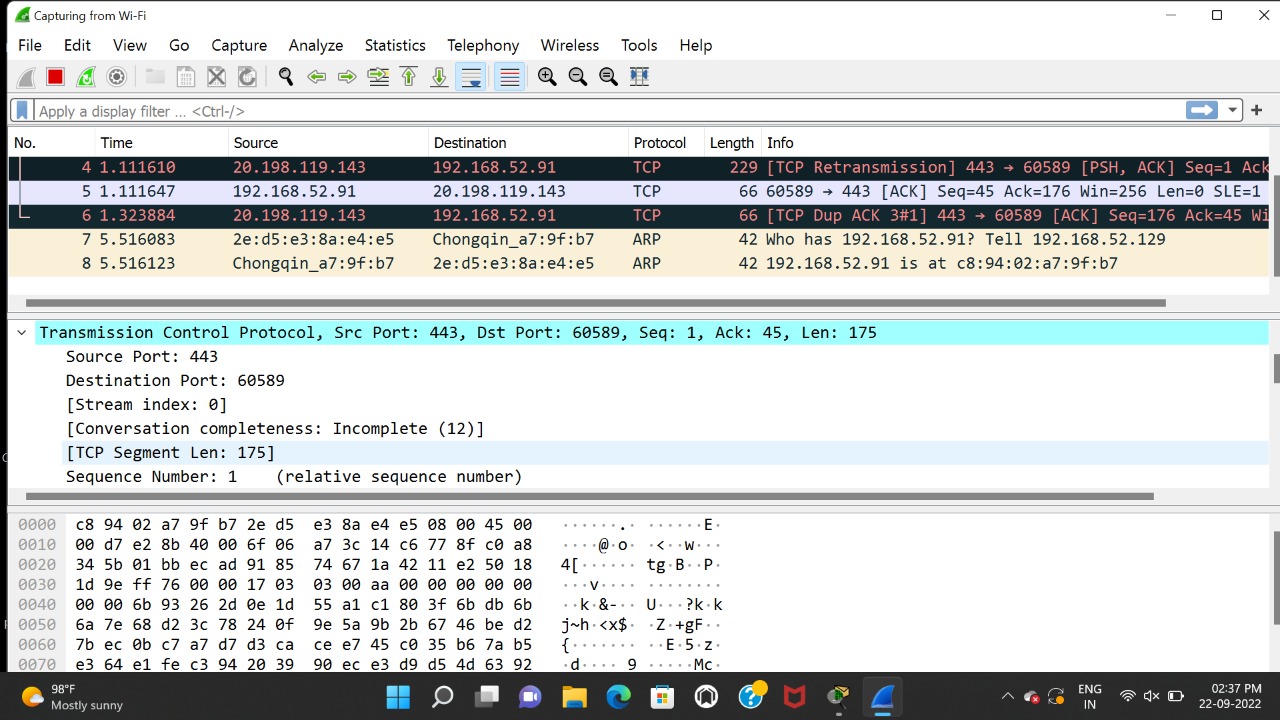 Capturing from Wi-Fi
File Edit View Go Capture Analyze Statistics Telephony Wireless Tools Help
Apply a display filter ... <Ctrl-/>
No. Time Source Destination Protocol Length Info
4 1.111610 20.198.119.143 192.168.52.91 TCP 229 [TCP Retransmission] 443 → 60589 [PSH, ACK] Seq=1 Ack
5 1.111647 192.168.52.91 20.198.119.143 TCP 66 60589 → 443 [ACK] Seq=45 Ack=176 Win=256 Len=0 SLE=1
6 1.323884 20.198.119.143 192.168.52.91 TCP 66 [TCP Dup ACK 3#1] 443 → 60589 [ACK] Seq=176 Ack=45 Wi
7 5.516083 2e:d5:e3:8a:e4:e5 Chongqin_a7:9f:b7 ARP 42 Who has 192.168.52.91? Tell 192.168.52.129
8 5.516123 Chongqin_a7:9f:b7 2e:d5:e3:8a:e4:e5 ARP 42 192.168.52.91 is at c8:94:02:a7:9f:b7
Transmission Control Protocol, Src Port: 443, Dst Port: 60589, Seq: 1, Ack: 45, Len: 175
Source Port: 443
Destination Port: 60589
[Stream index: 0]
[Conversation completeness: Incomplete (12)]
[TCP Segment Len: 175]
Sequence Number: 1 (relative sequence number)
0000 c8 94 02 a7 9f b7 2e d5 e3 8a e4 e5 08 00 45 00 ······.· ······E·
0010 00 d7 e2 8b 40 00 6f 06 a7 3c 14 c6 77 8f c0 a8 ····@·o· ·<··w···
0020 34 5b 01 bb ec ad 91 85 74 67 1a 42 11 e2 50 18 4[······ tg·B··P·
0030 1d 9e ff 76 00 00 17 03 03 00 aa 00 00 00 00 00 ···v···· ········
0040 00 00 6b 93 26 2d 0e 1d 55 a1 c1 80 3f 6b db 6b ··k·&-·· U···?k·k
0050 6a 7e 68 d2 3c 78 24 0f 9e 5a 9b 2b 67 46 be d2 j~h·<x$· ·Z·+gF··
0060 7b ec 0b c7 a7 d7 d3 ca ce e7 45 c0 35 b6 7a b5 {······· ··E·5·z·
0070 e3 64 e1 fe c3 94 20 39 90 ec e3 d9 d5 4d 63 92 ·d···· 9 ·····Mc·
98°F
Mostly sunny
ENG
IN
02:37 PM
22-09-2022